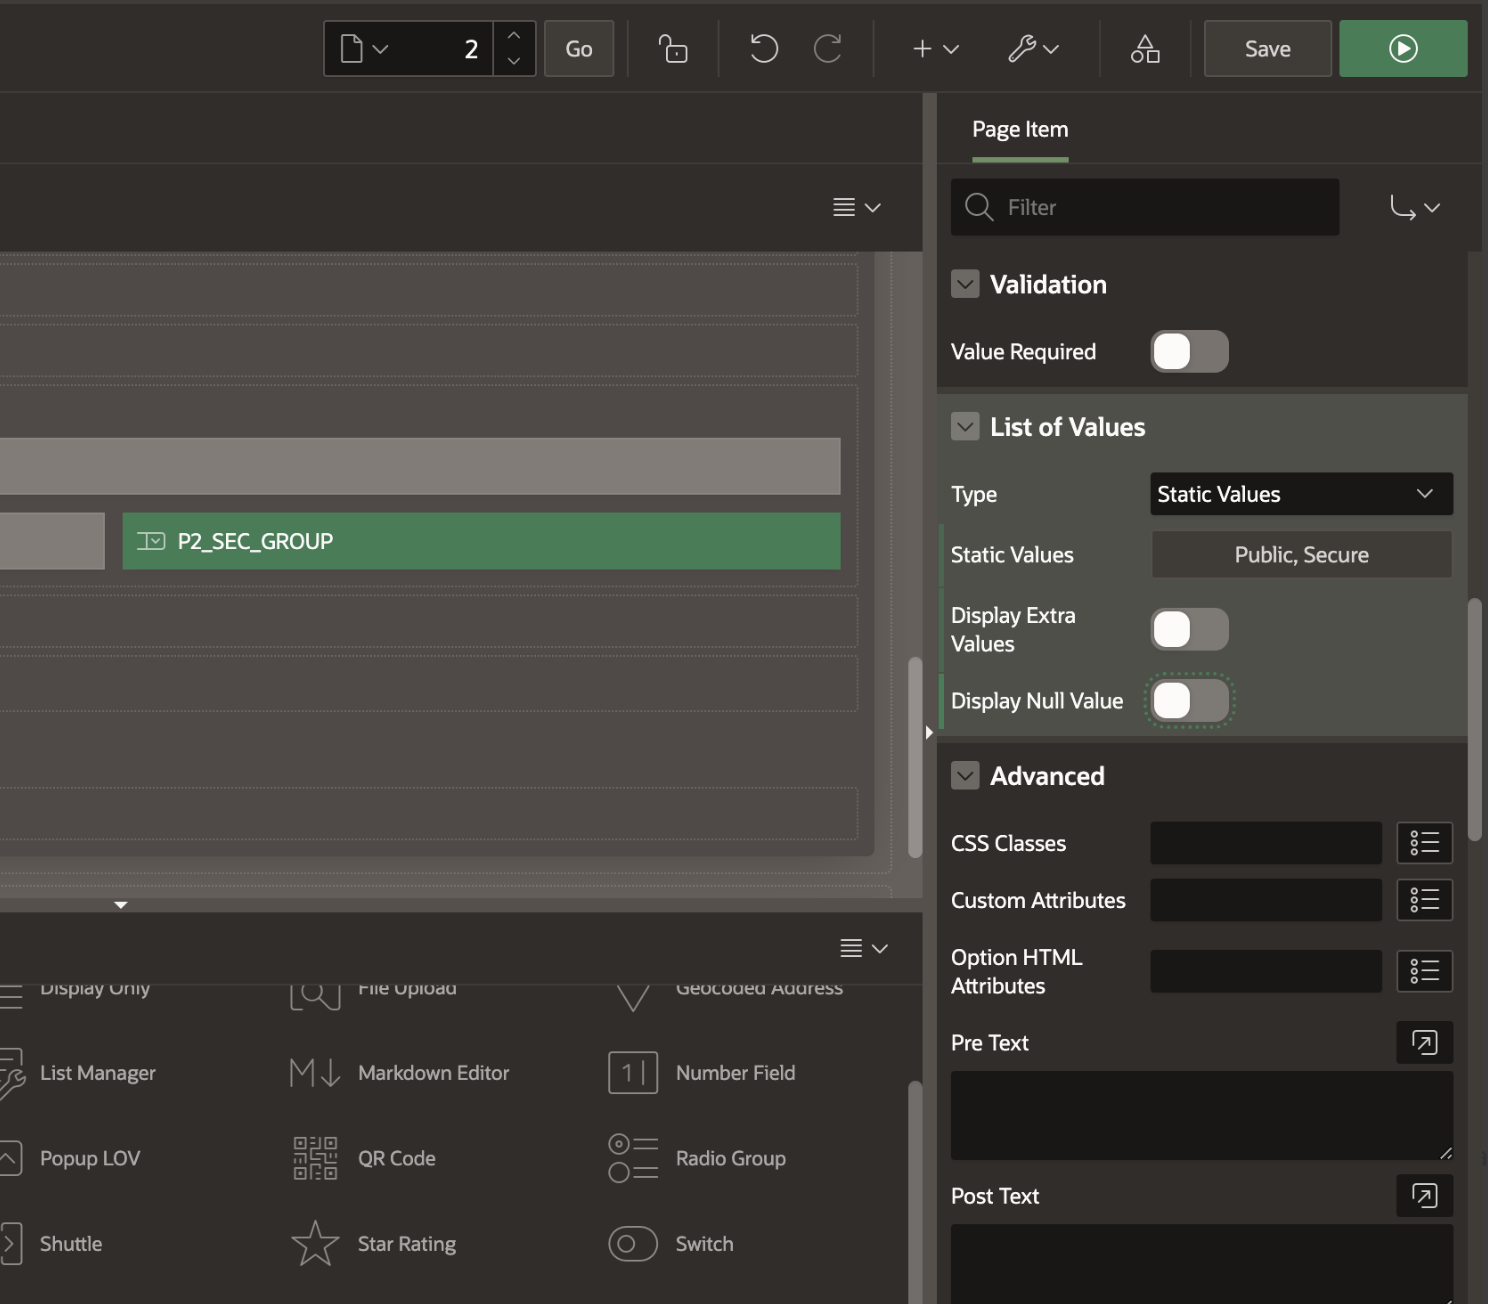 2
Go
Save
Page Item
Filter
Validation
Value Required
List of Values
Type
Static Values
P2_SEC_GROUP
Static Values
Public, Secure
Display Extra
Values
Display Null Value
Advanced
CSS Classes
Custom Attributes
Option HTML
Attributes
Pre Text
Post Text
Display Only
File Upload
Geocoded Address
List Manager
Markdown Editor
Number Field
Popup LOV
QR Code
Radio Group
Shuttle
Star Rating
Switch